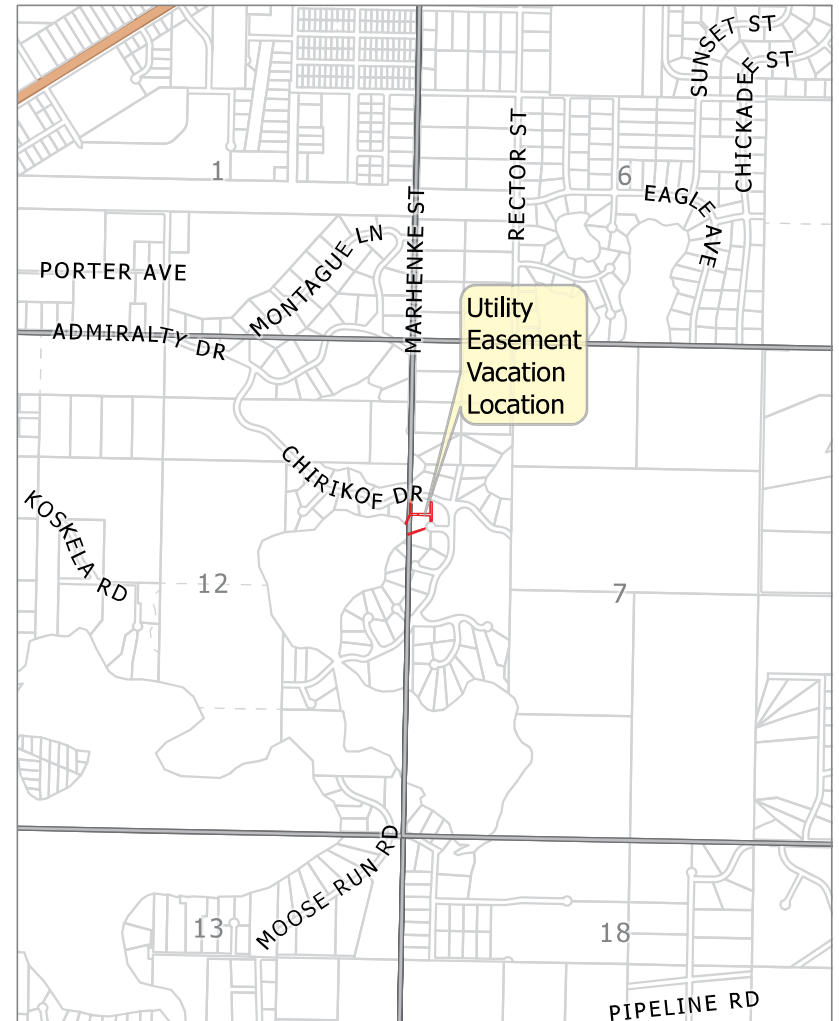 SUNSET ST
CHICKADEE ST
RECTOR ST
1
6
MARHENKE ST
EAGLE AVE
MONTAGUE LN
PORTER AVE
ADMIRALTY DR
Utility
Easement
Vacation
Location
CHIRIKOF DR
KOSKELA RD
12
7
MOOSE RUN RD
13
18
PIPELINE RD